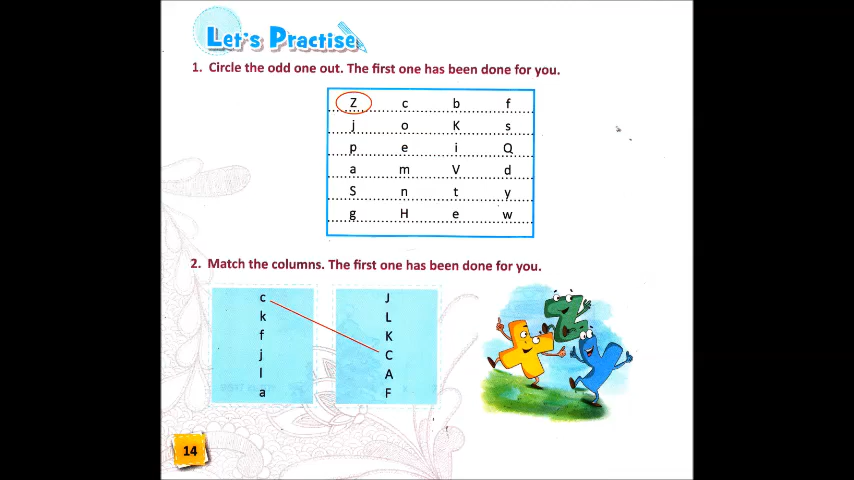 Let's Practise
1. Circle the odd one out. The first one has been done for you.
Z c b f
j o K s
p e i Q
a m V d
S n t y
g H e w
2. Match the columns. The first one has been done for you.
c J
k L
f K
j C
l A
a F
14